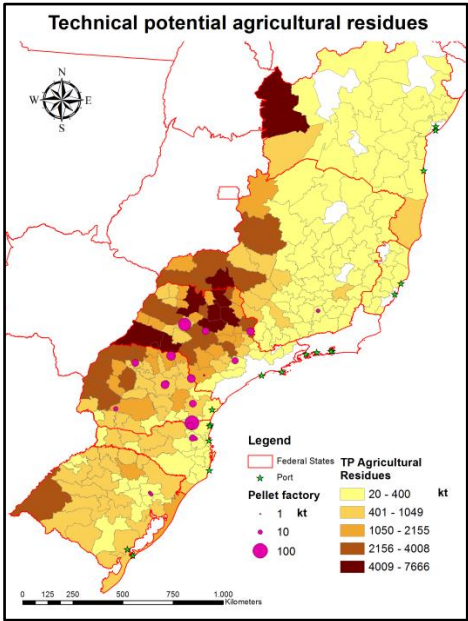 Technical potential agricultural residues
N
W E
S
Legend
Federal States
Port
Pellet factory
1 kt
10
100
TP Agricultural
Residues
20 - 400 kt
401 - 1049
1050 - 2155
2156 - 4008
4009 - 7666
0 125 250 500 750 1.000
Kilometers